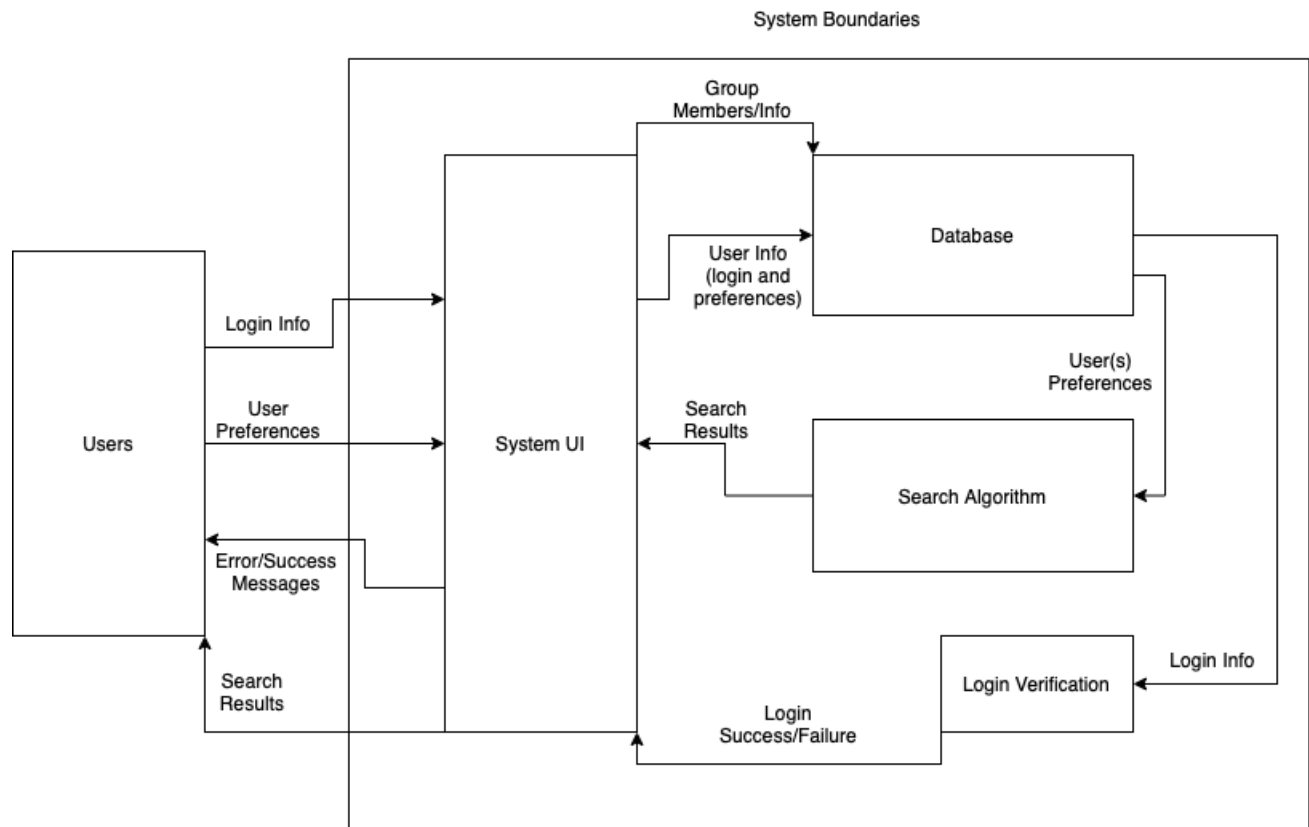 System Boundaries
Group
Members/Info
Database
User Info
(login and
preferences)
Login Info
User(s)
Preferences
User
Preferences
Search
Results
Users
System UI
Search Algorithm
Error/Success
Messages
Search
Results
Login Verification
Login Info
Login
Success/Failure